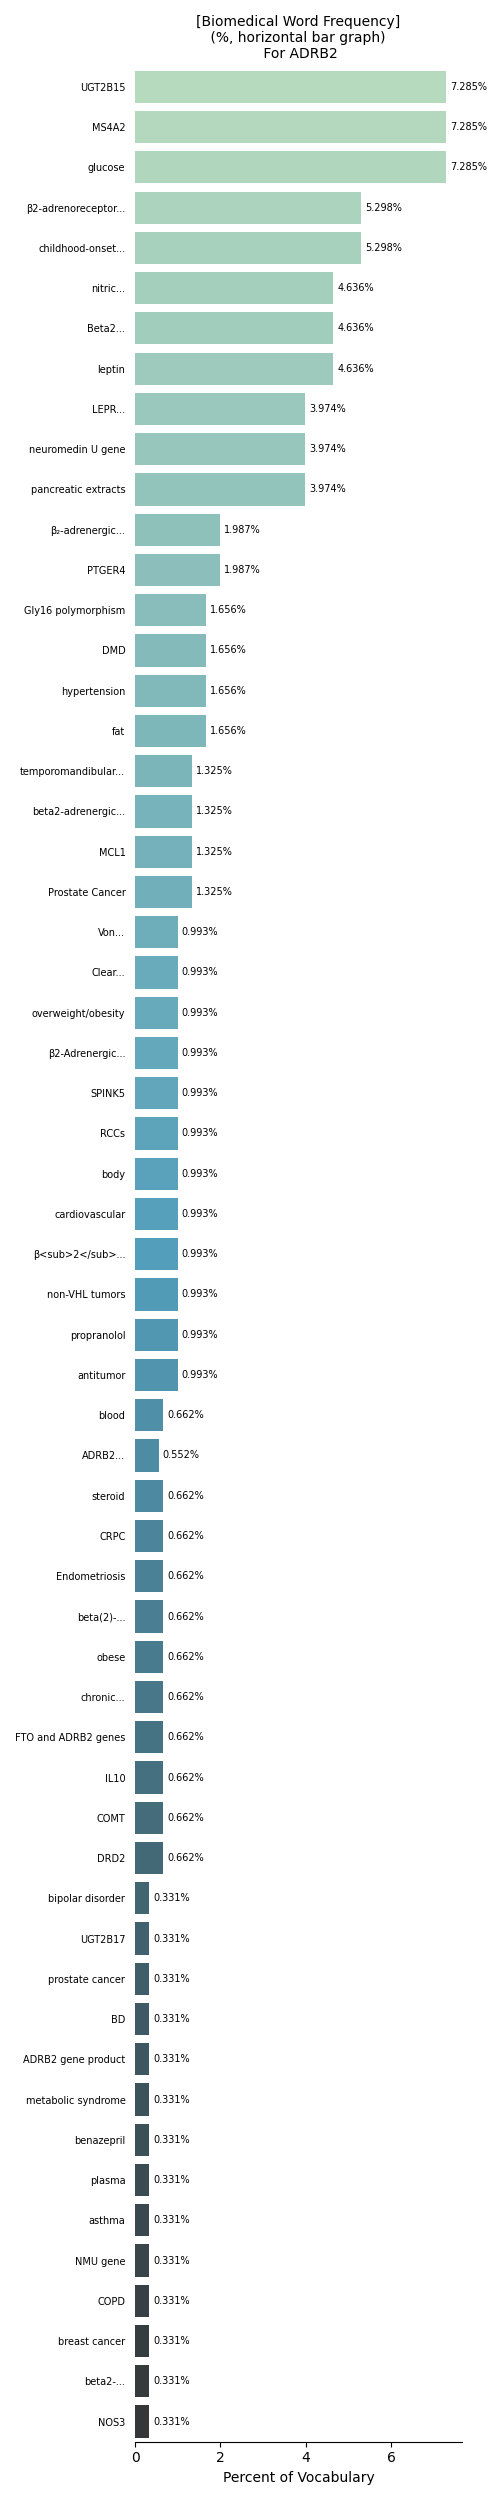 [Biomedical Word Frequency]
(%, horizontal bar graph)
For ADRB2
UGT2B15 7.285%
MS4A2 7.285%
glucose 7.285%
β2-adrenoreceptor... 5.298%
childhood-onset... 5.298%
nitric... 4.636%
Beta2... 4.636%
leptin 4.636%
LEPR... 3.974%
neuromedin U gene 3.974%
pancreatic extracts 3.974%
β₂-adrenergic... 1.987%
PTGER4 1.987%
Gly16 polymorphism 1.656%
DMD 1.656%
hypertension 1.656%
fat 1.656%
temporomandibular... 1.325%
beta2-adrenergic... 1.325%
MCL1 1.325%
Prostate Cancer 1.325%
Von... 0.993%
Clear... 0.993%
overweight/obesity 0.993%
β2-Adrenergic... 0.993%
SPINK5 0.993%
RCCs 0.993%
body 0.993%
cardiovascular 0.993%
β<sub>2</sub>... 0.993%
non-VHL tumors 0.993%
propranolol 0.993%
antitumor 0.993%
blood 0.662%
ADRB2... 0.552%
steroid 0.662%
CRPC 0.662%
Endometriosis 0.662%
beta(2)-... 0.662%
obese 0.662%
chronic... 0.662%
FTO and ADRB2 genes 0.662%
IL10 0.662%
COMT 0.662%
DRD2 0.662%
bipolar disorder 0.331%
UGT2B17 0.331%
prostate cancer 0.331%
BD 0.331%
ADRB2 gene product 0.331%
metabolic syndrome 0.331%
benazepril 0.331%
plasma 0.331%
asthma 0.331%
NMU gene 0.331%
COPD 0.331%
breast cancer 0.331%
beta2-... 0.331%
NOS3 0.331%
0 2 4 6
Percent of Vocabulary